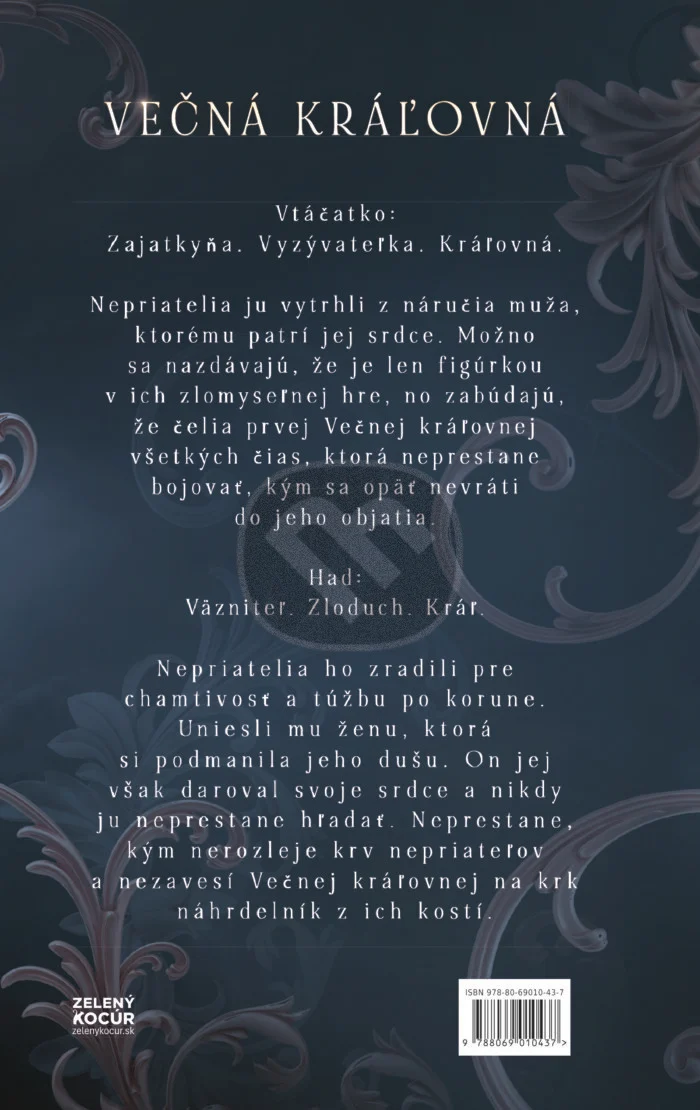 VEČNÁ KRÁĽOVNÁ
Vtáčatko:
Zajatkyňa. Vyzývateľka. Kráľovná.
Nepriatelia ju vytrhli z náručia muža,
ktorému patrí jej srdce. Možno
sa nazdávajú, že je len figúrkou
v ich zlomyseľnej hre, no zabúdajú,
že čelia prvej Večnej kráľovnej
všetkých čias, ktorá neprestane
bojovať, kým sa opäť nevráti
do jeho objatia.
Had:
Väzniteľ. Zloduch. Kráľ.
Nepriatelia ho zradili pre
chamtivosť a túžbu po korune.
Uniesli mu ženu, ktorá
si podmanila jeho dušu. On jej
však daroval svoje srdce a nikdy
ju neprestane hľadať. Neprestane,
kým nerozleje krv nepriateľov
a nezavesí Večnej kráľovnej na krk
náhrdelník z ich kostí.
ZELENÝ
KOCÚR
zelenykocur.sk
ISBN 978-80-69010-43-7
9 788069 010437 >